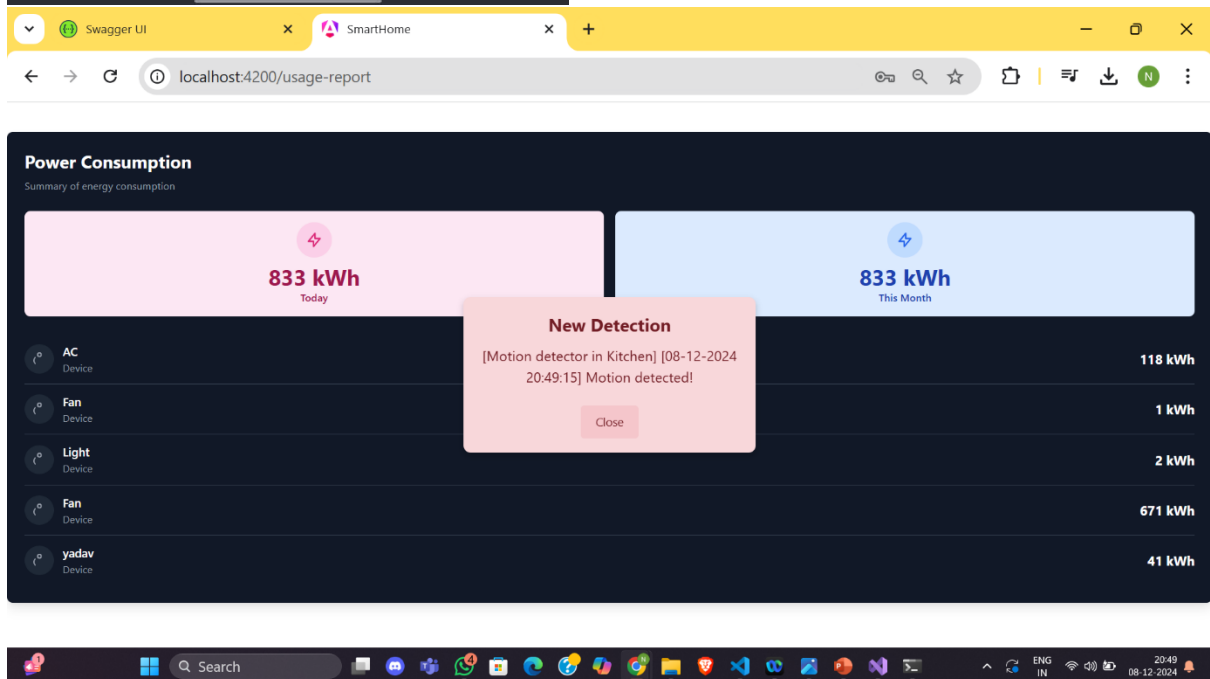 Swagger UI
SmartHome
localhost:4200/usage-report
N
Power Consumption
Summary of energy consumption
833 kWh
Today
833 kWh
This Month
New Detection
[Motion detector in Kitchen] [08-12-2024
20:49:15] Motion detected!
Close
AC
Device
118 kWh
Fan
Device
1 kWh
Light
Device
2 kWh
Fan
Device
671 kWh
yadav
Device
41 kWh
1
Search
4
ENG
IN
20:49
08-12-2024